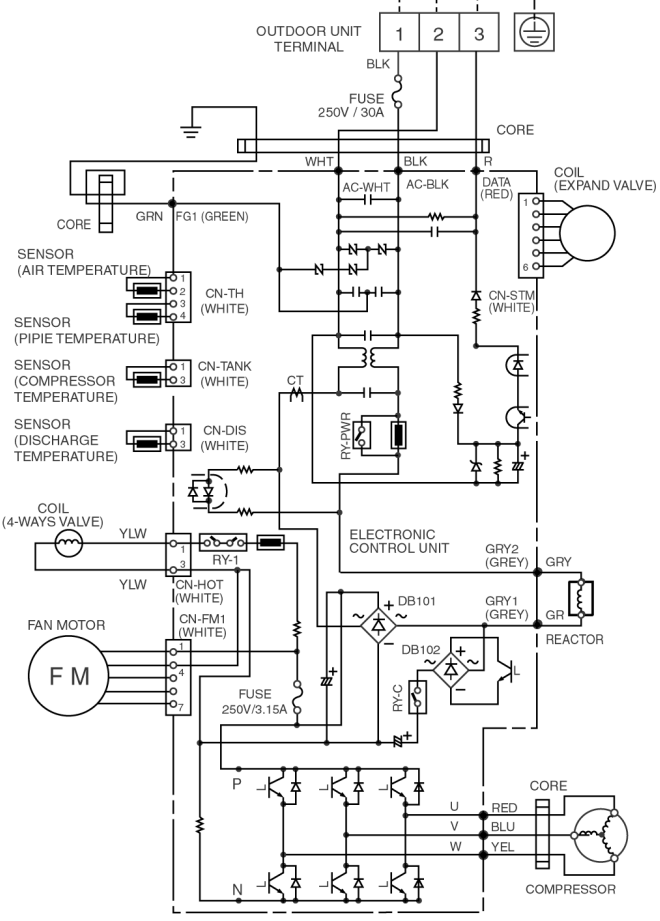 OUTDOOR UNIT
TERMINAL
1 2 3
BLK
FUSE
250V / 30A
CORE
WHT
BLK
R
AC-WHT
AC-BLK
DATA
(RED)
COIL
(EXPAND VALVE)
1
6
CN-STM
(WHITE)
CORE
GRN
FG1 (GREEN)
SENSOR
(AIR TEMPERATURE)
1
2
3
4
CN-TH
(WHITE)
SENSOR
(PIPIE TEMPERATURE)
SENSOR
(COMPRESSOR
TEMPERATURE)
1
3
CN-TANK
(WHITE)
CT
SENSOR
(DISCHARGE
TEMPERATURE)
1
3
CN-DIS
(WHITE)
RY-PWR
+
COIL
(4-WAYS VALVE)
YLW
YLW
1
3
RY-1
CN-HOT
(WHITE)
ELECTRONIC
CONTROL UNIT
GRY2
(GREY)
GRY
GRY1
(GREY)
GR
REACTOR
FAN MOTOR
FM
CN-FM1
(WHITE)
1
4
7
DB101
+
~ ~
−
DB102
+
~
−
L
FUSE
250V/3.15A
+
RY-C
+
P
L L L
U RED
V BLU
W YEL
CORE
COMPRESSOR
N
L L L